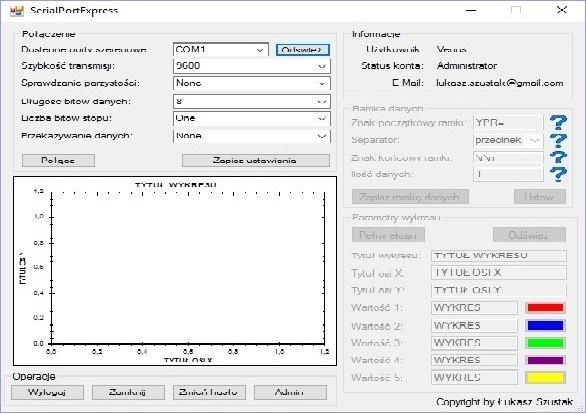 SerialPortExpress
Połączenie
Dostępne porty szeregowe: COM1 Odśwież
Szybkość transmisji: 9600
Sprawdzanie parzystości: None
Długość bitów danych: 8
Liczba bitów stopu: One
Przekazywanie danych: None
Połącz Zapisz ustawienia
Informacje
Użytkownik: Venus
Status konta: Administrator
E-Mail: lukasz.szustak@gmail.com
Ramka danych
Znak początkowy ramki: YPR=
Separator: przecinek
Znak końcowy ramki:
Ilość danych: 1
Zapisz ramkę danych Ustaw
TYTUŁ WYKRESU
1,2
1,0
0,8
0,6
0,4
0,2
0,0
0,0 0,2 0,4 0,6 0,8 1,0 1,2
TYTUŁ OSI Y
TYTUŁ OSI X
Parametry wykresu
Pełny ekran Odśwież
Tytuł wykresu: TYTUŁ WYKRESU
Tytuł osi X: TYTUŁ OSI X
Tytuł osi Y: TYTUŁ OSI Y
Wartość 1: WYKRES
Wartość 2: WYKRES
Wartość 3: WYKRES
Wartość 4: WYKRES
Wartość 5: WYKRES
Operacje
Wyloguj Zamknij Zmień hasło Admin
Copyright by Łukasz Szustak